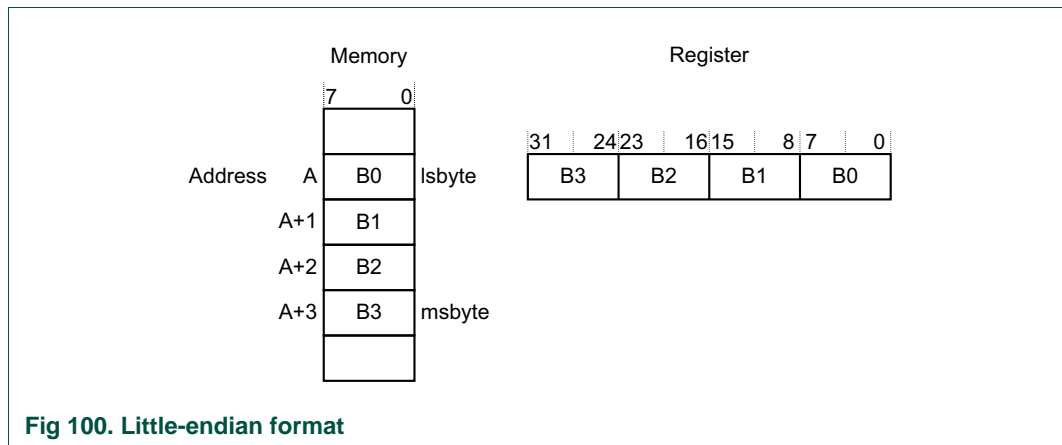 Memory Register
7 0
31 24 23 16 15 8 7 0
Address A B0 lsbyte B3 B2 B1 B0
A+1 B1
A+2 B2
A+3 B3 msbyte
Fig 100. Little-endian format